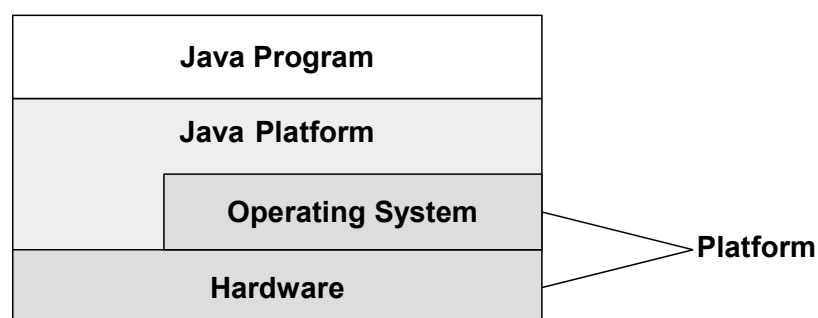 Java Program
Java Platform
Operating System
Platform
Hardware